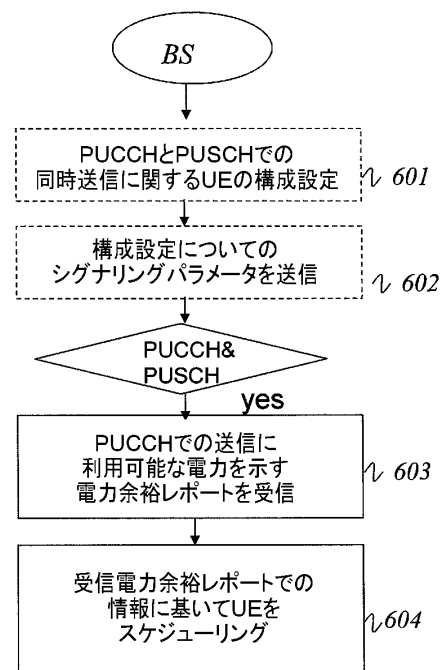 BS
PUCCHとPUSCHでの
同時送信に関するUEの構成設定
601
構成設定についての
シグナリングパラメータを送信
602
PUCCH&
PUSCH
yes
PUCCHでの送信に
利用可能な電力を示す
電力余裕レポートを受信
603
受信電力余裕レポートでの
情報に基いてUEを
スケジューリング
604